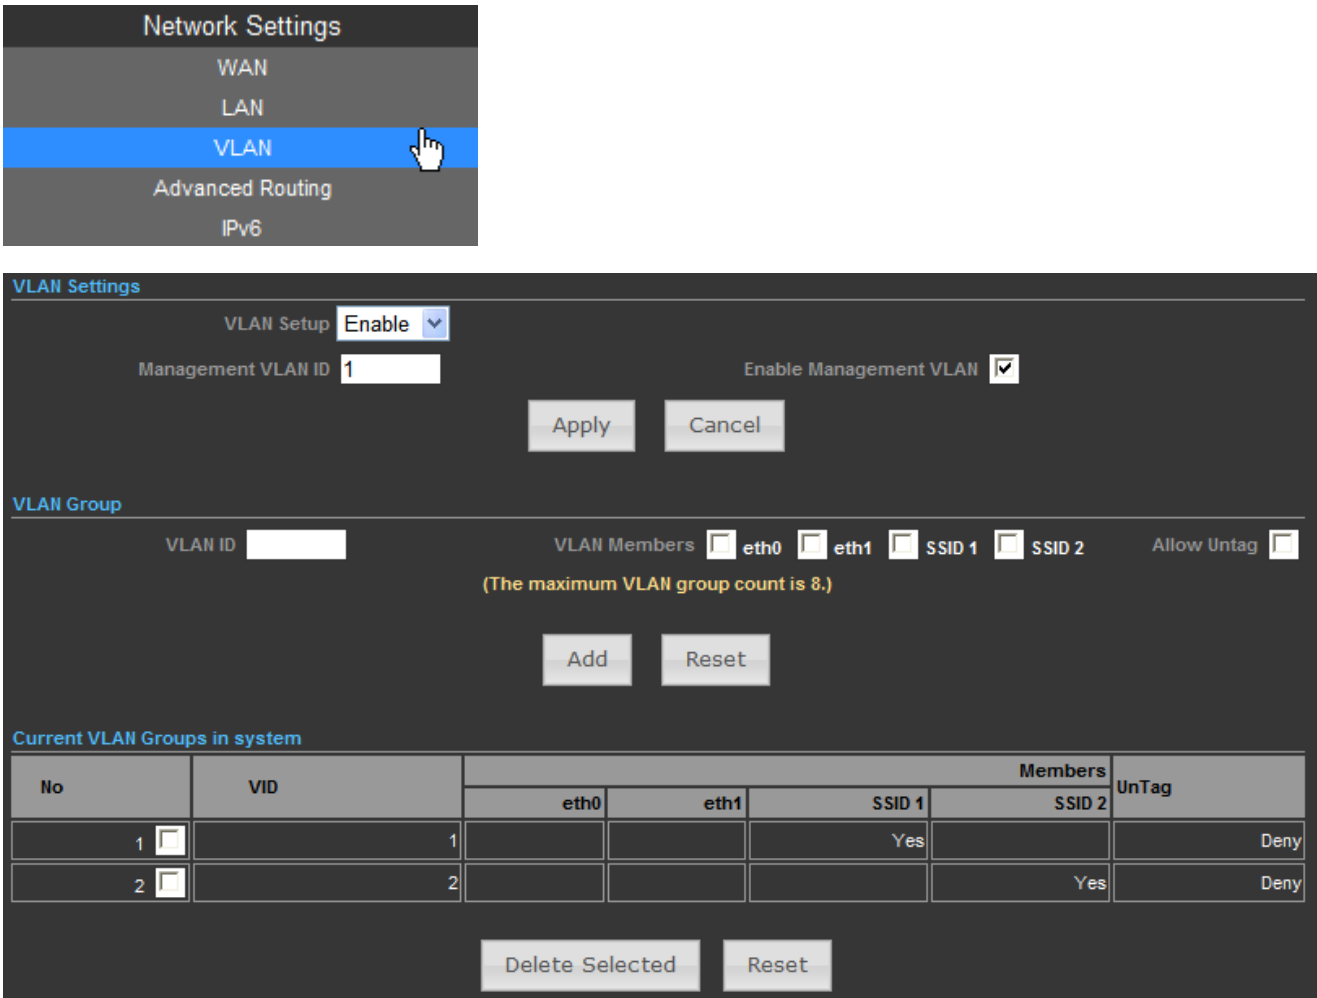 Network Settings
WAN
LAN
VLAN
Advanced Routing
IPv6
VLAN Settings
VLAN Setup Enable
Management VLAN ID 1 Enable Management VLAN
Apply Cancel
VLAN Group
VLAN ID VLAN Members eth0 eth1 SSID 1 SSID 2 Allow Untag
(The maximum VLAN group count is 8.)
Add Reset
Current VLAN Groups in system
No VID Members UnTag
eth0 eth1 SSID 1 SSID 2
1 1 Yes Deny
2 2 Yes Deny
Delete Selected Reset